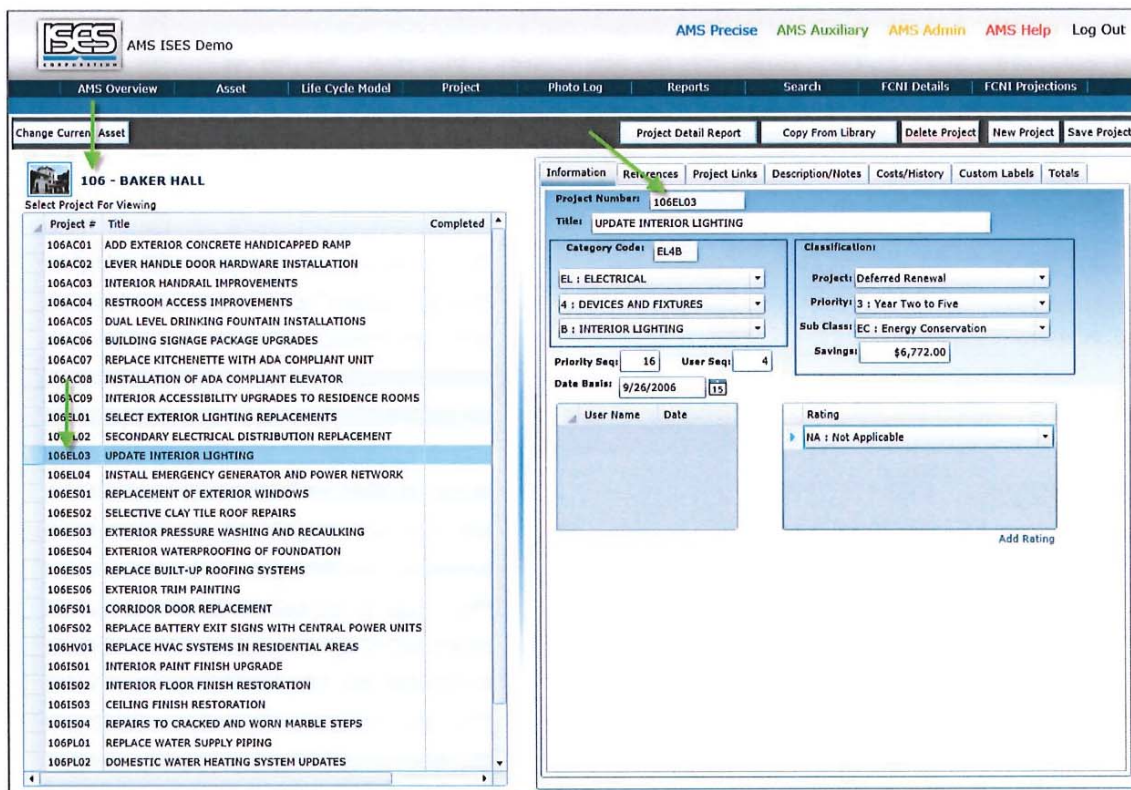 AMS Precise AMS Auxiliary AMS Admin AMS Help Log Out
ISES
CORPORATION
AMS ISES Demo
AMS Overview Asset Life Cycle Model Project Photo Log Reports Search FCNI Details FCNI Projections
Change Current Asset Project Detail Report Copy From Library Delete Project New Project Save Project
106 - BAKER HALL
Select Project For Viewing
Project # Title Completed
106AC01 ADD EXTERIOR CONCRETE HANDICAPPED RAMP
106AC02 LEVER HANDLE DOOR HARDWARE INSTALLATION
106AC03 INTERIOR HANDRAIL IMPROVEMENTS
106AC04 RESTROOM ACCESS IMPROVEMENTS
106AC05 DUAL LEVEL DRINKING FOUNTAIN INSTALLATIONS
106AC06 BUILDING SIGNAGE PACKAGE UPGRADES
106AC07 REPLACE KITCHENETTE WITH ADA COMPLIANT UNIT
106AC08 INSTALLATION OF ADA COMPLIANT ELEVATOR
106AC09 INTERIOR ACCESSIBILITY UPGRADES TO RESIDENCE ROOMS
106EL01 SELECT EXTERIOR LIGHTING REPLACEMENTS
106EL02 SECONDARY ELECTRICAL DISTRIBUTION REPLACEMENT
106EL03 UPDATE INTERIOR LIGHTING
106EL04 INSTALL EMERGENCY GENERATOR AND POWER NETWORK
106ES01 REPLACEMENT OF EXTERIOR WINDOWS
106ES02 SELECTIVE CLAY TILE ROOF REPAIRS
106ES03 EXTERIOR PRESSURE WASHING AND RECAULKING
106ES04 EXTERIOR WATERPROOFING OF FOUNDATION
106ES05 REPLACE BUILT-UP ROOFING SYSTEMS
106ES06 EXTERIOR TRIM PAINTING
106FS01 CORRIDOR DOOR REPLACEMENT
106FS02 REPLACE BATTERY EXIT SIGNS WITH CENTRAL POWER UNITS
106HV01 REPLACE HVAC SYSTEMS IN RESIDENTIAL AREAS
106IS01 INTERIOR PAINT FINISH UPGRADE
106IS02 INTERIOR FLOOR FINISH RESTORATION
106IS03 CEILING FINISH RESTORATION
106IS04 REPAIRS TO CRACKED AND WORN MARBLE STEPS
106PL01 REPLACE WATER SUPPLY PIPING
106PL02 DOMESTIC WATER HEATING SYSTEM UPDATES
Information References Project Links Description/Notes Costs/History Custom Labels Totals
Project Number: 106EL03
Title: UPDATE INTERIOR LIGHTING
Category Code: EL4B
EL : ELECTRICAL
4 : DEVICES AND FIXTURES
B : INTERIOR LIGHTING
Classification:
Project: Deferred Renewal
Priority: 3 : Year Two to Five
Sub Class: EC : Energy Conservation
Savings: $6,772.00
Priority Seq: 16 User Seq: 4
Date Basis: 9/26/2006 15
User Name Date
Rating
NA : Not Applicable
Add Rating